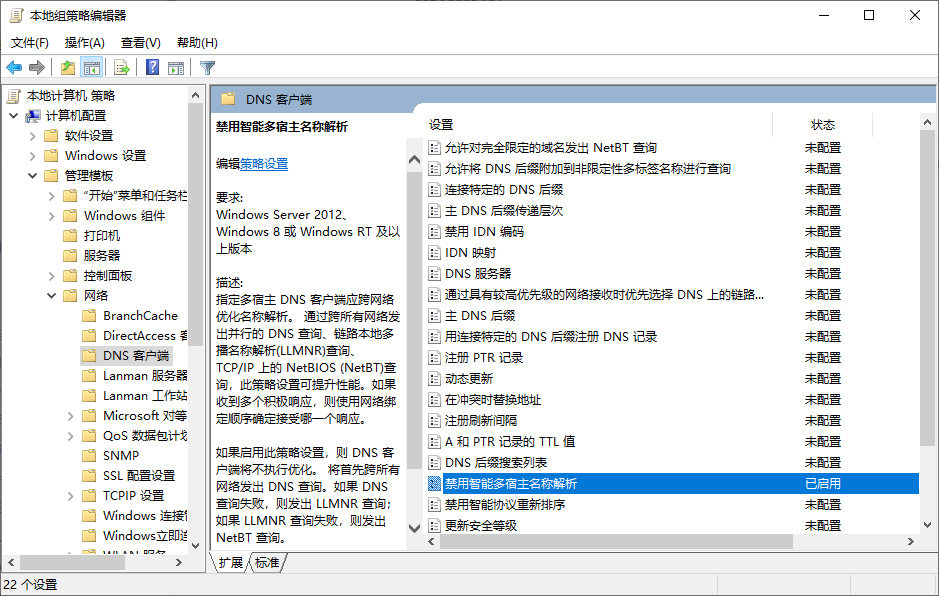 本地组策略编辑器
文件(F) 操作(A) 查看(V) 帮助(H)
本地计算机 策略
计算机配置
软件设置
Windows 设置
管理模板
"开始"菜单和任务栏
Windows 组件
打印机
服务器
控制面板
网络
BranchCache
DirectAccess
DNS 客户端
Lanman 服务器
Lanman 工作站
Microsoft 对等
QoS 数据包计划
SNMP
SSL 配置设置
TCPIP 设置
Windows 连接
Windows立即连
WLAN 服务
DNS 客户端
禁用智能多宿主名称解析
编辑策略设置
要求:
Windows Server 2012、
Windows 8 或 Windows RT 及以
上版本
描述:
指定多宿主 DNS 客户端应跨网络
优化名称解析。 通过跨所有网络发
出并行的 DNS 查询、链路本地多
播名称解析(LLMNR)查询、
TCP/IP 上的 NetBIOS (NetBT)查
询，此策略设置可提升性能。如果
收到多个积极响应，则使用网络绑
定顺序确定接受哪一个响应。
如果启用此策略设置，则 DNS 客
户端将不执行优化。 将首先跨所有
网络发出 DNS 查询。如果 DNS
查询失败，则发出 LLMNR 查询；
如果 LLMNR 查询失败，则发出
NetBT 查询。
设置 状态
允许对完全限定的域名发出 NetBT 查询 未配置
允许将 DNS 后缀附加到非限定性多标签名称进行查询 未配置
连接特定的 DNS 后缀 未配置
主 DNS 后缀传递层次 未配置
禁用 IDN 编码 未配置
IDN 映射 未配置
DNS 服务器 未配置
通过具有较高优先级的网络接收时优先选择 DNS 上的链路... 未配置
主 DNS 后缀 未配置
用连接特定的 DNS 后缀注册 DNS 记录 未配置
注册 PTR 记录 未配置
动态更新 未配置
在冲突时替换地址 未配置
注册刷新间隔 未配置
A 和 PTR 记录的 TTL 值 未配置
DNS 后缀搜索列表 未配置
禁用智能多宿主名称解析 已启用
禁用智能协议重新排序 未配置
更新安全等级 未配置
扩展 标准
22 个设置